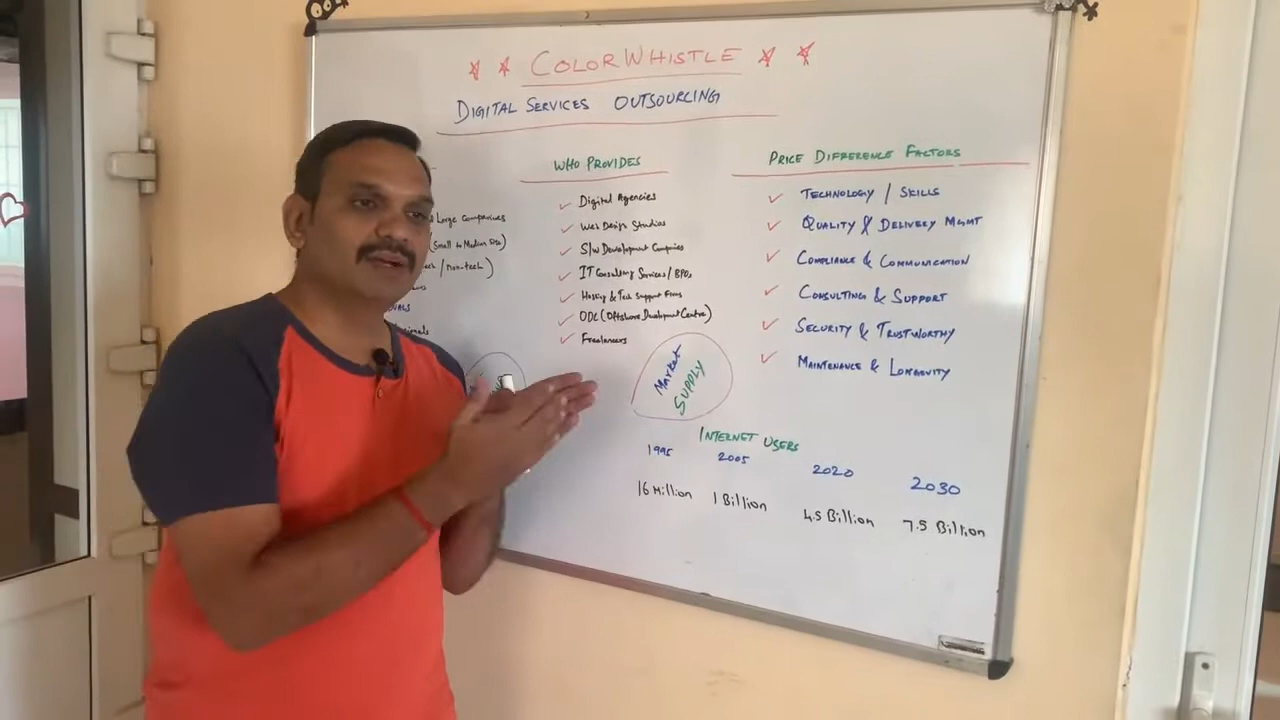 COLORWHISTLE
DIGITAL SERVICES OUTSOURCING
Large Companies
(Small to Medium Size)
/ Non-tech)
WHO PROVIDES
Digital Agencies
Web Design Studios
S/W Development Companies
IT Consulting Services / BPOs
Hosting & Tech Support Firms
ODC (Offshore Development Centre)
Freelancers
PRICE DIFFERENCE FACTORS
TECHNOLOGY / SKILLS
QUALITY & DELIVERY MGMT
COMPLIANCE & COMMUNICATION
CONSULTING & SUPPORT
SECURITY & TRUSTWORTHY
MAINTENANCE & LONGEVITY
Market
SUPPLY
INTERNET USERS
1995 2005 2020 2030
16 Million 1 Billion 4.5 Billion 7.5 Billion